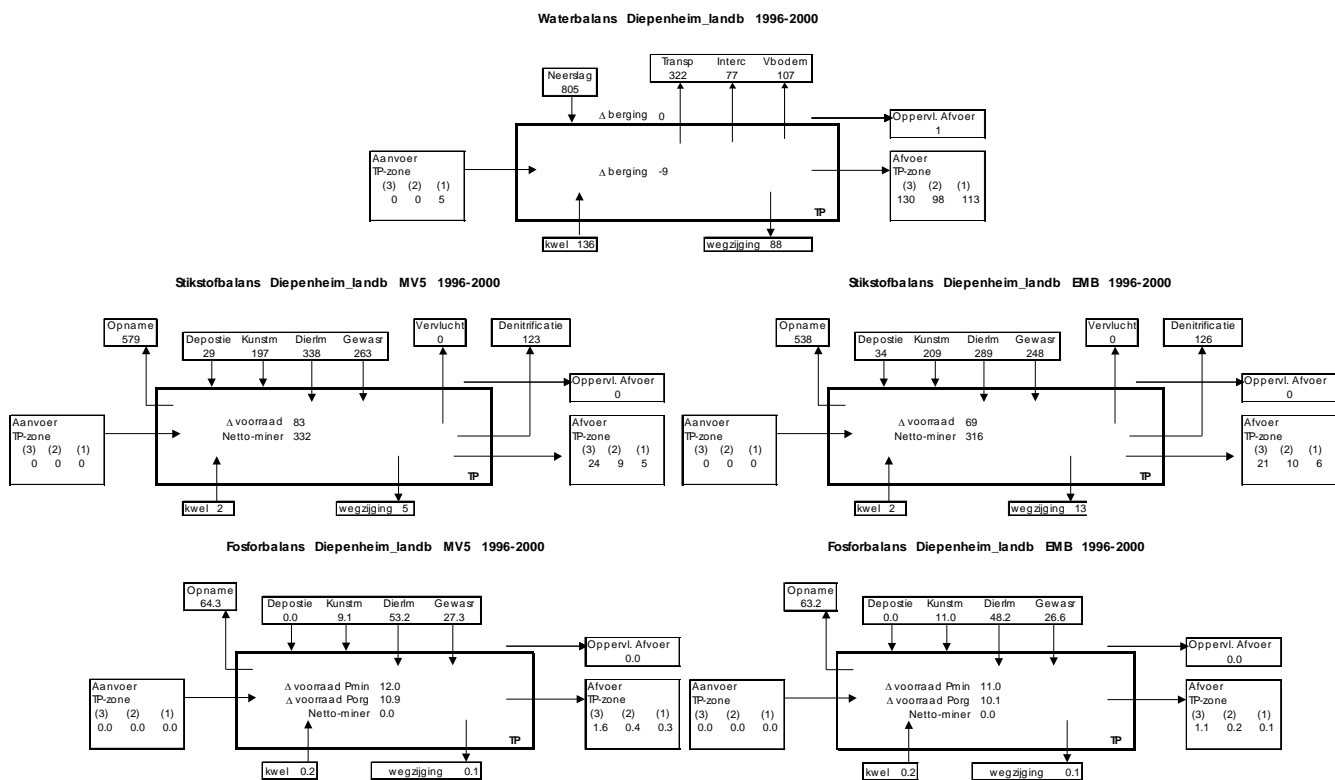 Waterbalans Diepenheim_landb 1996-2000
Transp Interc Vbodem
322 77 107
Neerslag
805
Δ berging 0
Oppervl. Afvoer
1
Aanvoer
TP-zone
(3) (2) (1)
0 0 5
Δ berging -9
Afvoer
TP-zone
(3) (2) (1)
130 98 113
TP
kwel 136
wegzijging 88
Stikstofbalans Diepenheim_landb MV5 1996-2000
Opname
579
Depostie Kunstm Dierlm Gewasr
29 197 338 263
Vervlucht
0
Denitrificatie
123
Oppervl. Afvoer
0
Aanvoer
TP-zone
(3) (2) (1)
0 0 0
Δ voorraad 83
Netto-miner 332
Afvoer
TP-zone
(3) (2) (1)
24 9 5
TP
kwel 2
wegzijging 5
Stikstofbalans Diepenheim_landb EMB 1996-2000
Opname
538
Depostie Kunstm Dierlm Gewasr
34 209 289 248
Vervlucht
0
Denitrificatie
126
Oppervl. Afvoer
0
Aanvoer
TP-zone
(3) (2) (1)
0 0 0
Δ voorraad 69
Netto-miner 316
Afvoer
TP-zone
(3) (2) (1)
21 10 6
TP
kwel 2
wegzijging 13
Fosforbalans Diepenheim_landb MV5 1996-2000
Opname
64.3
Depostie Kunstm Dierlm Gewasr
0.0 9.1 53.2 27.3
Oppervl. Afvoer
0.0
Aanvoer
TP-zone
(3) (2) (1)
0.0 0.0 0.0
Δ voorraad Pmin 12.0
Δ voorraad Porg 10.9
Netto-miner 0.0
Afvoer
TP-zone
(3) (2) (1)
1.6 0.4 0.3
TP
kwel 0.2
wegzijging 0.1
Fosforbalans Diepenheim_landb EMB 1996-2000
Opname
63.2
Depostie Kunstm Dierlm Gewasr
0.0 11.0 48.2 26.6
Oppervl. Afvoer
0.0
Aanvoer
TP-zone
(3) (2) (1)
0.0 0.0 0.0
Δ voorraad Pmin 11.0
Δ voorraad Porg 10.1
Netto-miner 0.0
Afvoer
TP-zone
(3) (2) (1)
1.1 0.2 0.1
TP
kwel 0.2
wegzijging 0.1